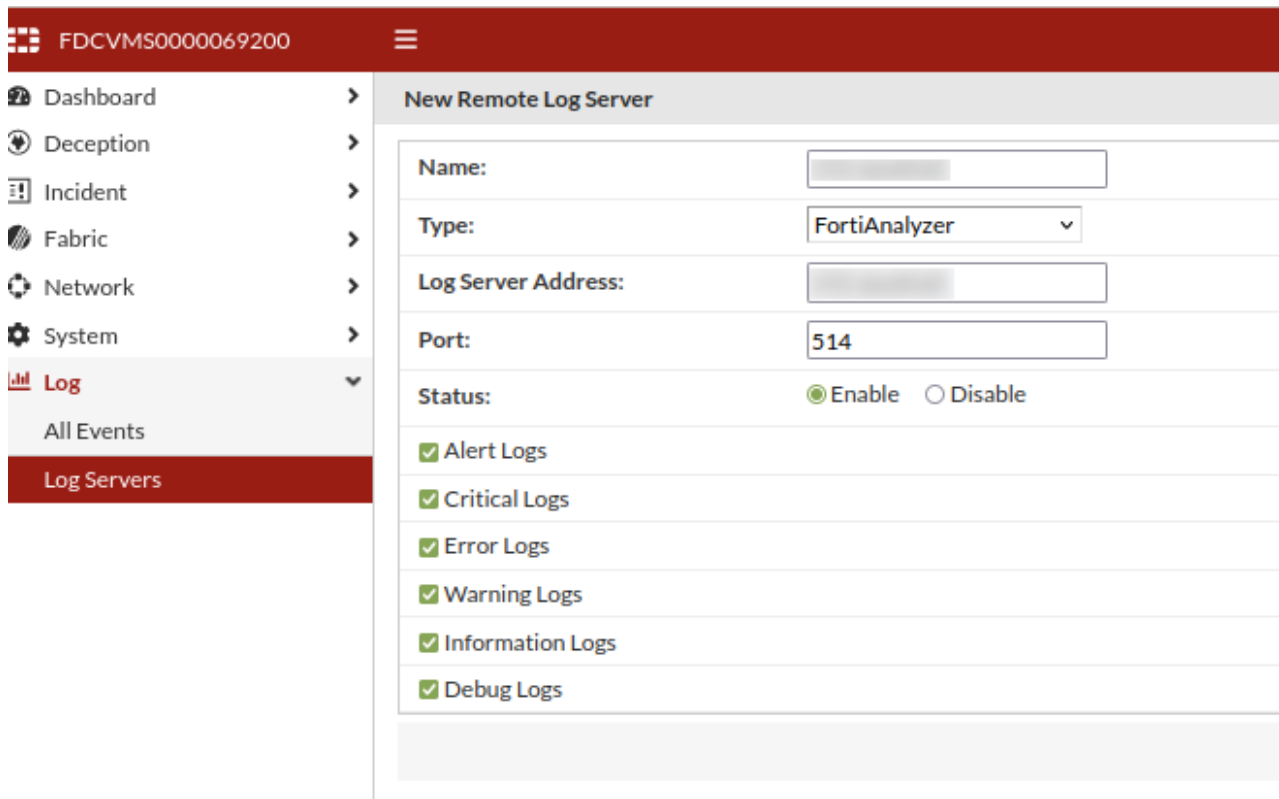 FDCVMS0000069200
Dashboard
Deception
Incident
Fabric
Network
System
Log
All Events
Log Servers
New Remote Log Server
Name:
Type: FortiAnalyzer
Log Server Address:
Port: 514
Status: Enable Disable
Alert Logs
Critical Logs
Error Logs
Warning Logs
Information Logs
Debug Logs